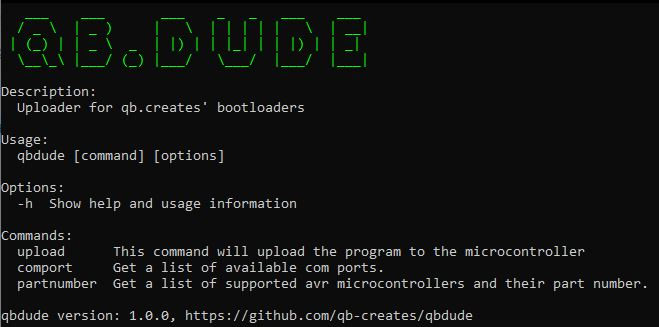 QB.DUDE
Description:
Uploader for qb.creates' bootloaders
Usage:
qbdude [command] [options]
Options:
-h  Show help and usage information
Commands:
upload      This command will upload the program to the microcontroller
comport     Get a list of available com ports.
partnumber  Get a list of supported avr microcontrollers and their part number.
qbdude version: 1.0.0, https://github.com/qb-creates/qbdude